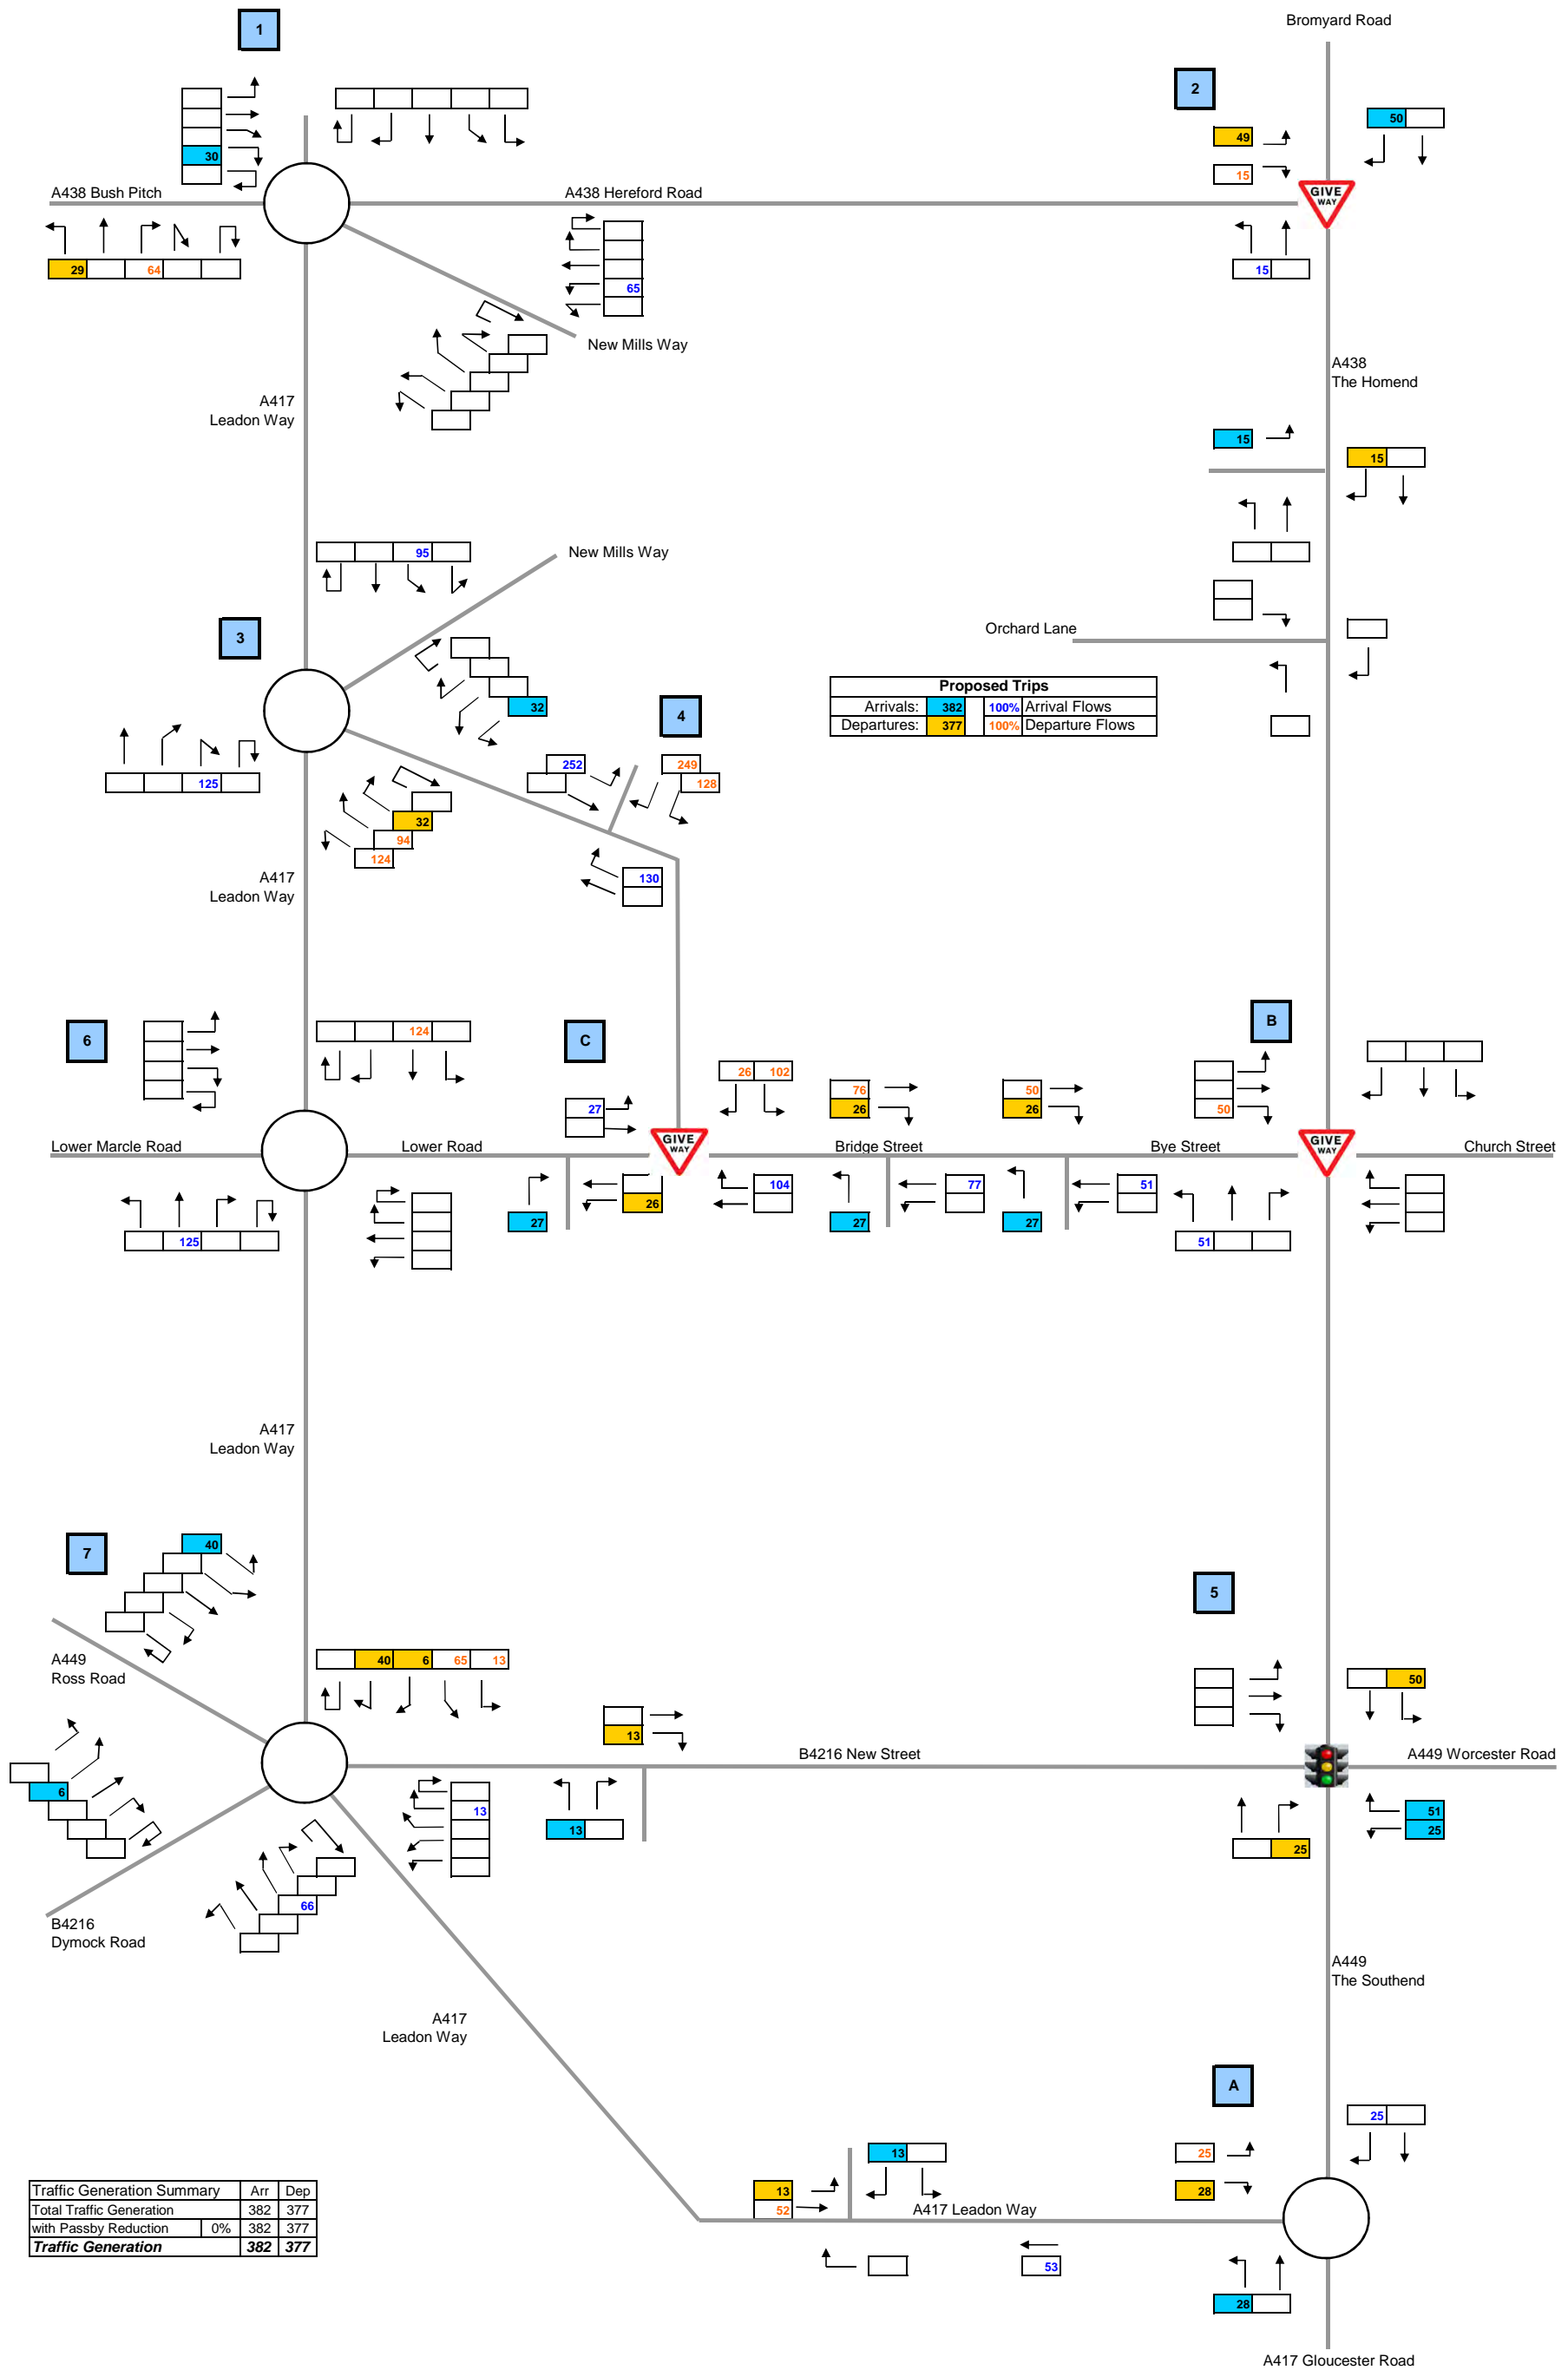 Bromyard Road
1
2
50
49
30
15
GIVE
WAY
A438 Bush Pitch
A438 Hereford Road
29
64
65
15
New Mills Way
A438
The Homend
A417
Leadon Way
15
15
95
New Mills Way
3
Orchard Lane
Proposed Trips
Arrivals: 382 100% Arrival Flows
Departures: 377 100% Departure Flows
32
4
252
249
128
125
32
94
124
130
A417
Leadon Way
6
124
C
B
26 102
76
26
50
26
27
50
GIVE
WAY
GIVE
WAY
Lower Marcle Road
Lower Road
Bridge Street
Bye Street
Church Street
26
104
77
51
27
27
27
125
51
A417
Leadon Way
7
40
5
A449
Ross Road
40 6 65 13
50
13
B4216 New Street
A449 Worcester Road
6
13
13
51
25
25
66
B4216
Dymock Road
A449
The Southend
A417
Leadon Way
A
25
13
25
13
52
28
A417 Leadon Way
Traffic Generation Summary Arr Dep
Total Traffic Generation 382 377
with Passby Reduction 0% 382 377
Traffic Generation 382 377
53
28
A417 Gloucester Road